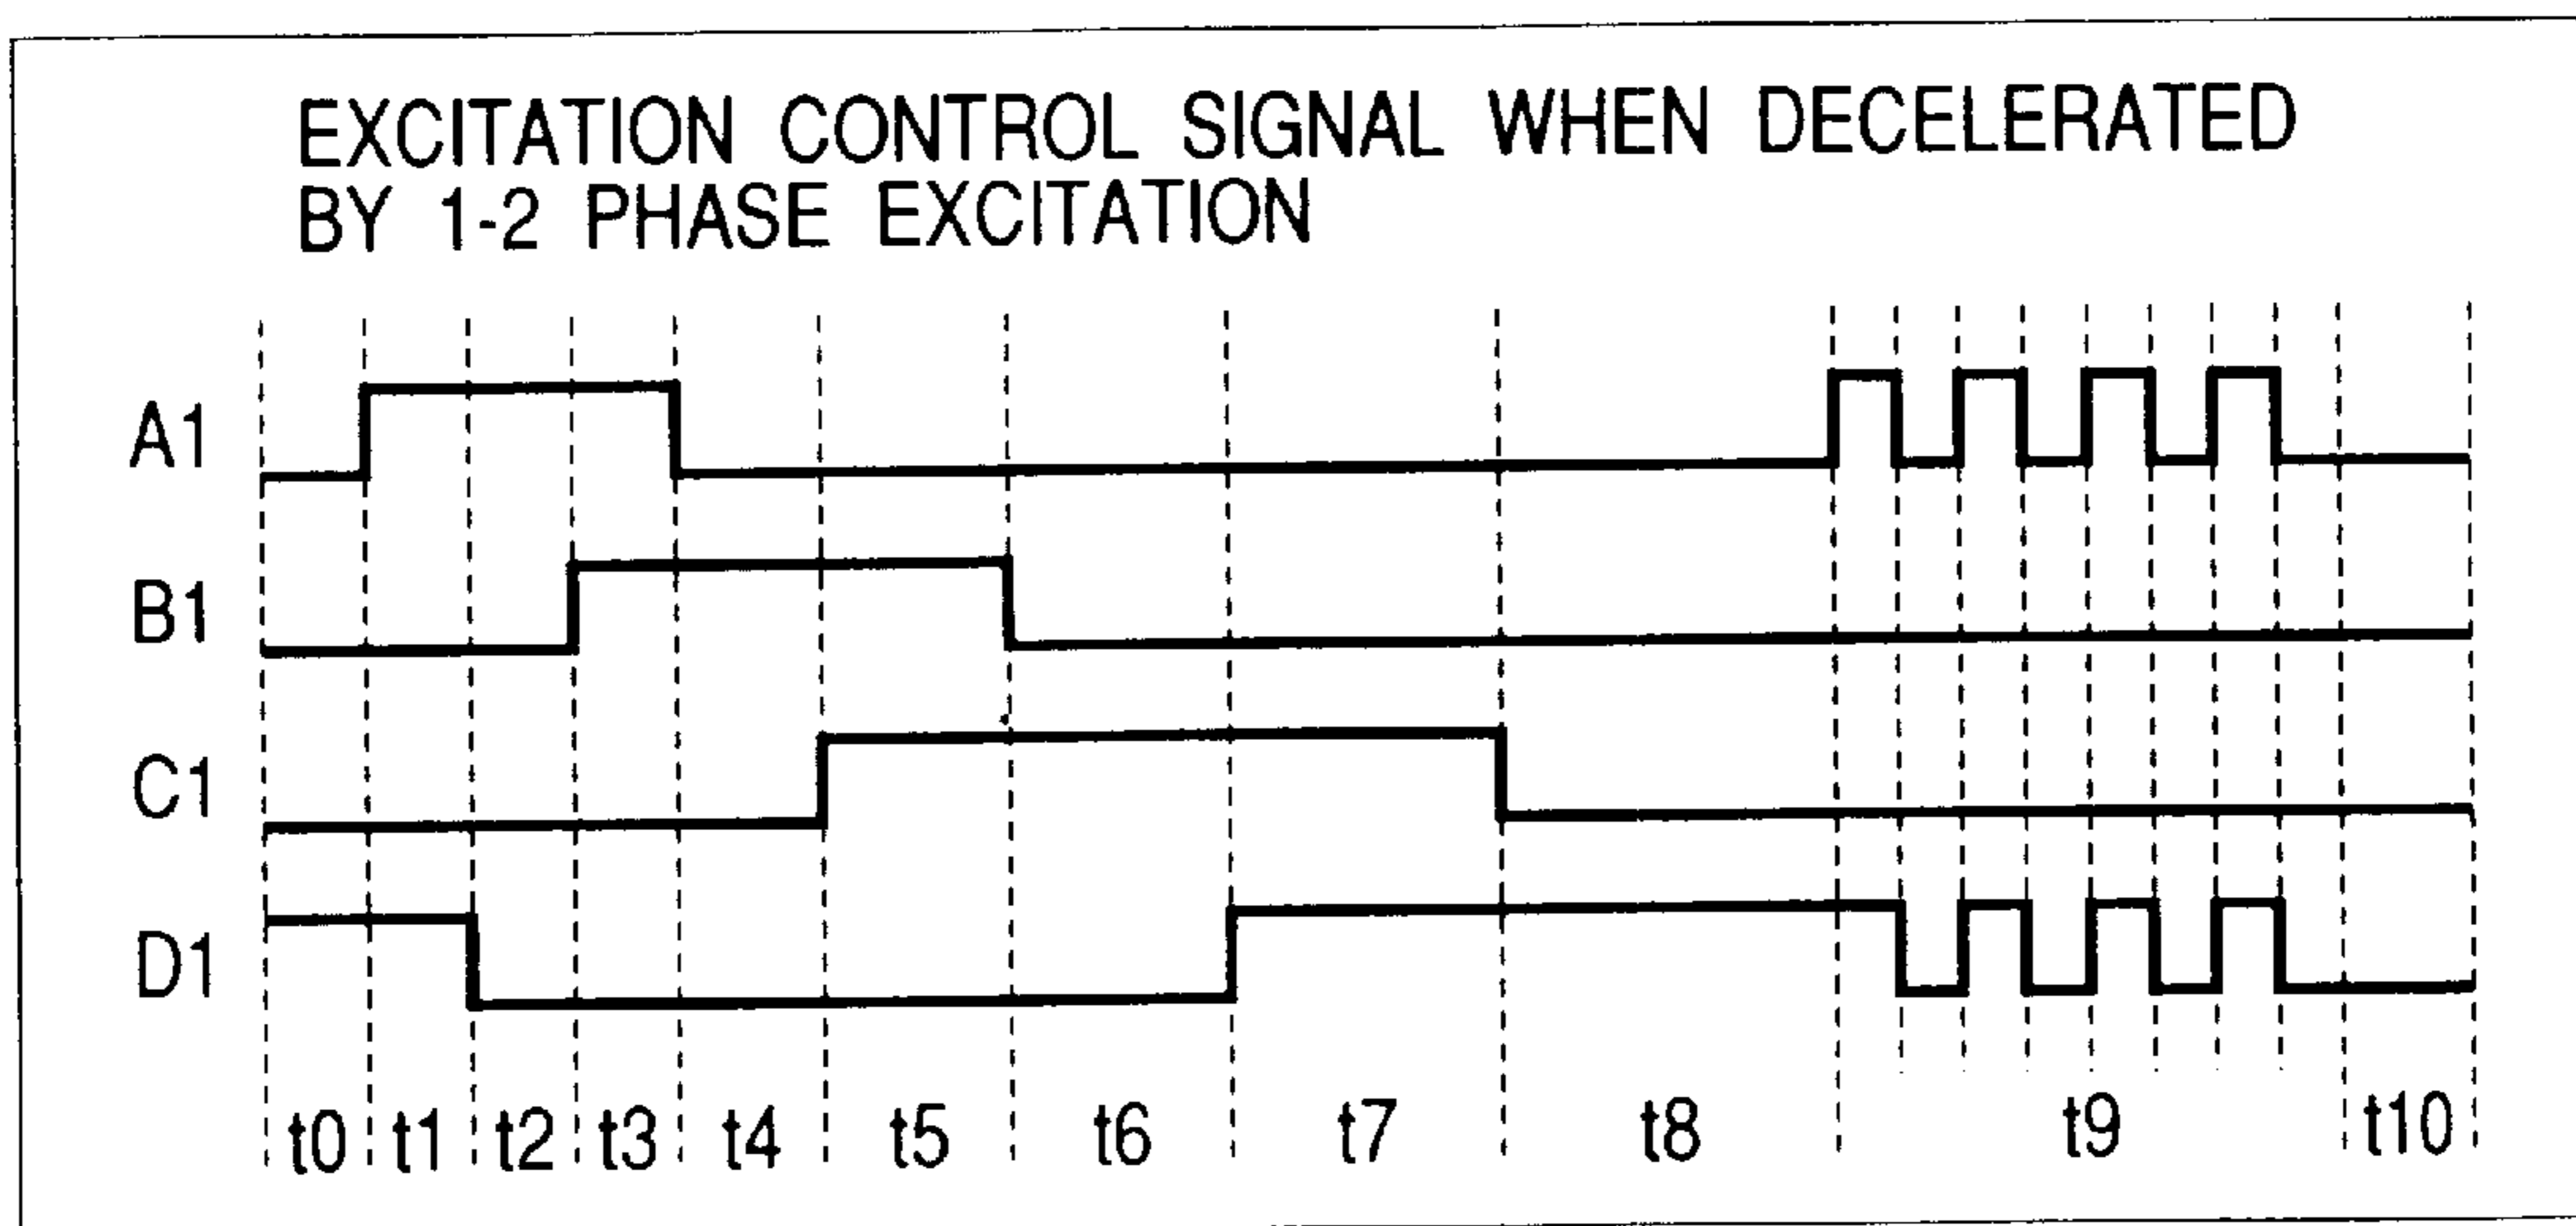 EXCITATION CONTROL SIGNAL WHEN DECELERATED
BY 1-2 PHASE EXCITATION
A1
B1
C1
D1
t0 t1 t2 t3 t4 t5 t6 t7 t8 t9 t10